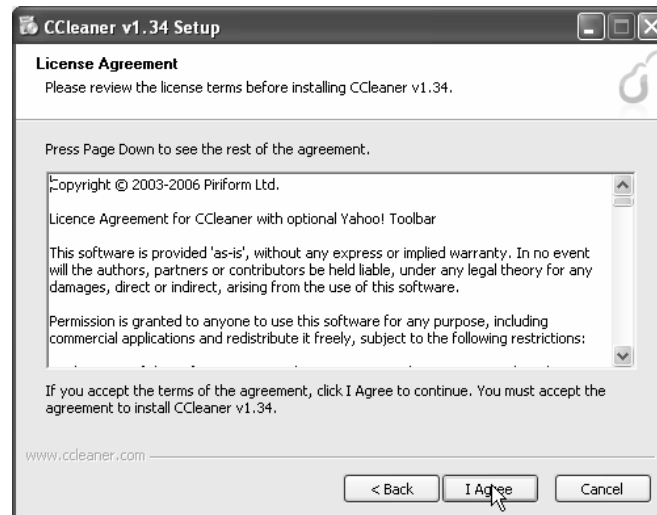 CCleaner v1.34 Setup
License Agreement
Please review the license terms before installing CCleaner v1.34.
Press Page Down to see the rest of the agreement.
Copyright © 2003-2006 Piriform Ltd.
Licence Agreement for CCleaner with optional Yahoo! Toolbar
This software is provided 'as-is', without any express or implied warranty. In no event
will the authors, partners or contributors be held liable, under any legal theory for any
damages, direct or indirect, arising from the use of this software.
Permission is granted to anyone to use this software for any purpose, including
commercial applications and redistribute it freely, subject to the following restrictions:
If you accept the terms of the agreement, click I Agree to continue. You must accept the
agreement to install CCleaner v1.34.
www.ccleaner.com
< Back
I Agree
Cancel